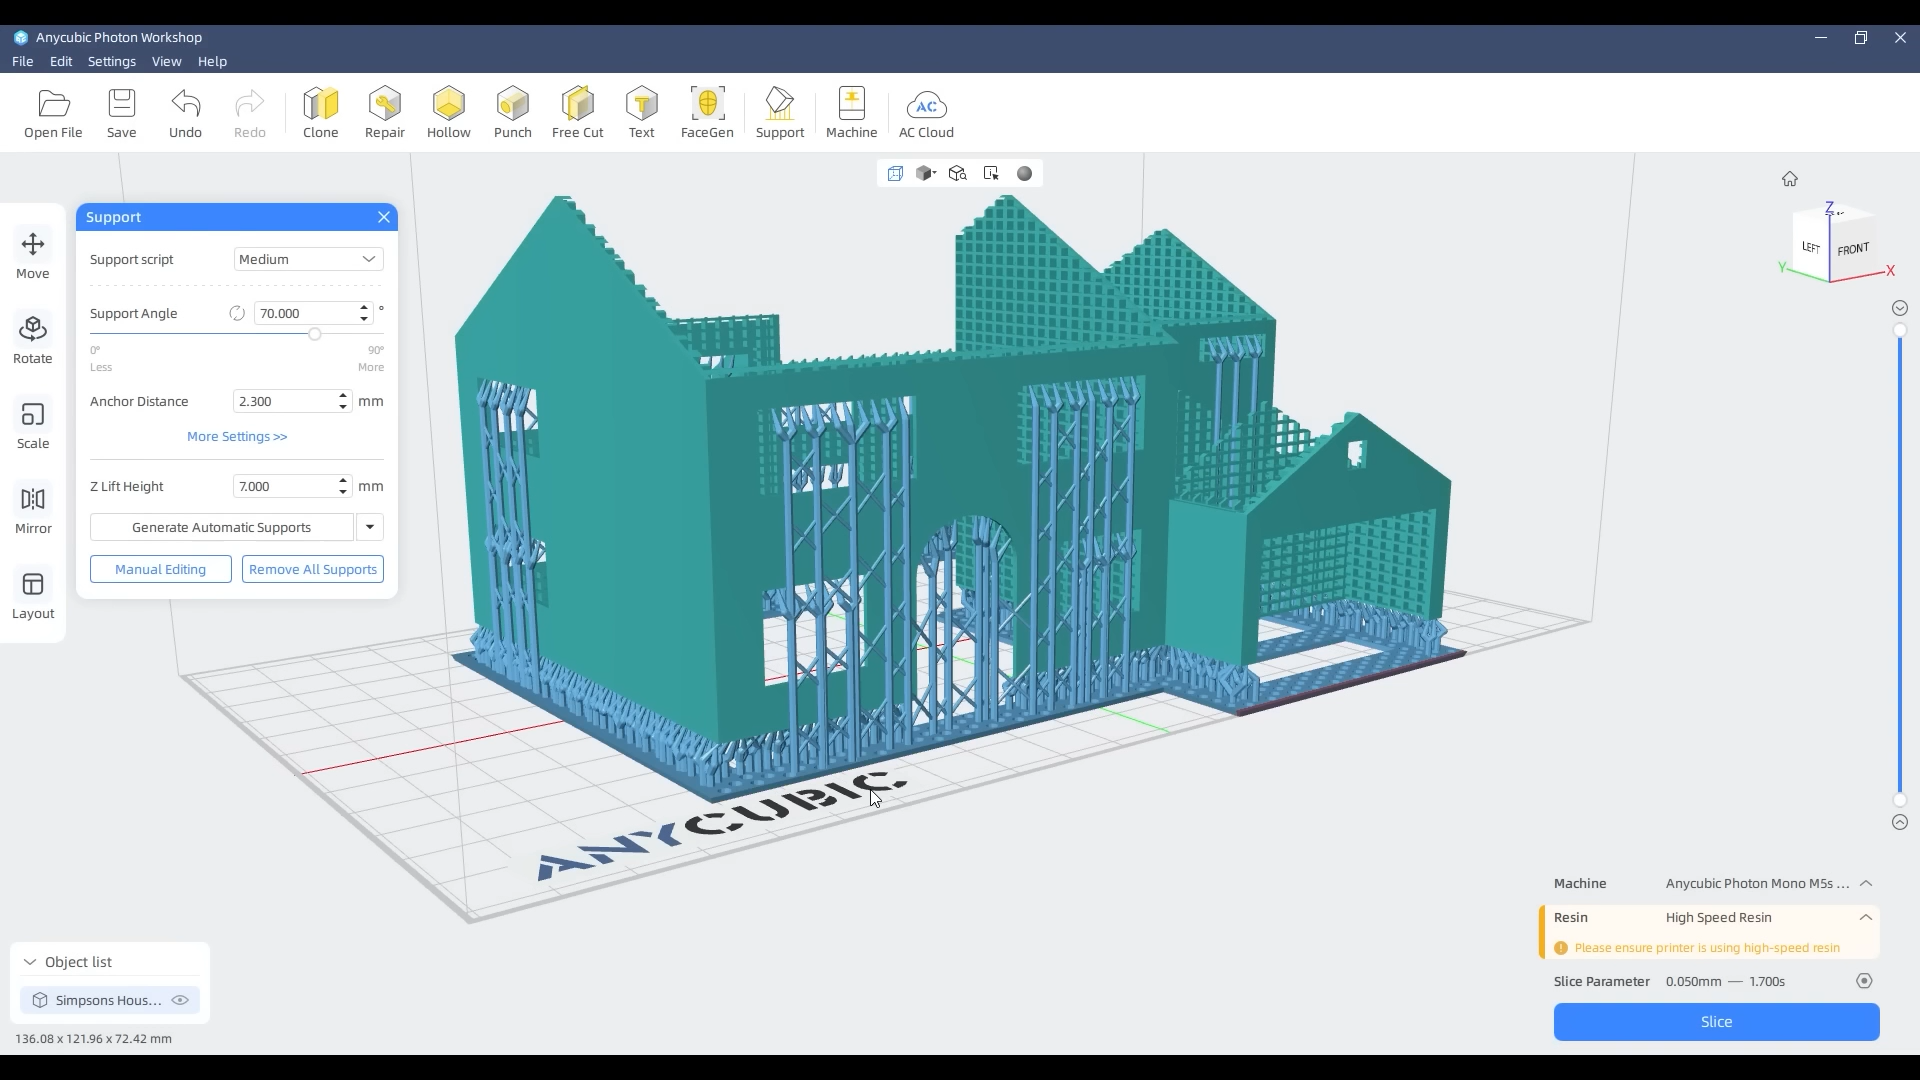 Anycubic Photon Workshop
File Edit Settings View Help
Open File Save Undo Redo Clone Repair Hollow Punch Free Cut Text FaceGen Support Machine AC Cloud
AC
T
Support
Support script Medium
Support Angle 70.000 °
0° 90°
Less More
Anchor Distance 2.300 mm
More Settings >>
Z Lift Height 7.000 mm
Generate Automatic Supports
Manual Editing Remove All Supports
Move
Rotate
Scale
Mirror
Layout
Z
LEFT FRONT
Y X
ANYCUBIC
Machine Anycubic Photon Mono M5s ...
Resin High Speed Resin
Please ensure printer is using high-speed resin
Slice Parameter 0.050mm — 1.700s
Slice
Object list
Simpsons Hous...
136.08 x 121.96 x 72.42 mm